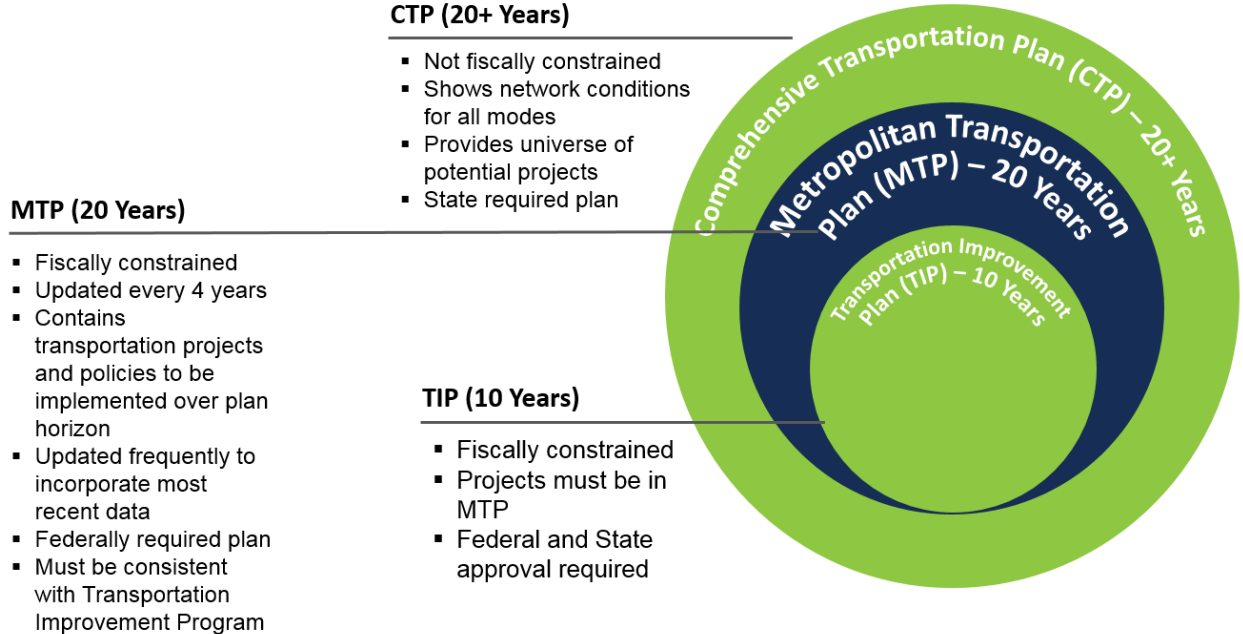 CTP (20+ Years)
▪ Not fiscally constrained
▪ Shows network conditions
for all modes
▪ Provides universe of
potential projects
▪ State required plan
MTP (20 Years)
▪ Fiscally constrained
▪ Updated every 4 years
▪ Contains
transportation projects
and policies to be
implemented over plan
horizon
▪ Updated frequently to
incorporate most
recent data
▪ Federally required plan
▪ Must be consistent
with Transportation
Improvement Program
TIP (10 Years)
▪ Fiscally constrained
▪ Projects must be in
MTP
▪ Federal and State
approval required
Comprehensive Transportation Plan (CTP) – 20+ Years
Metropolitan Transportation
Plan (MTP) – 20 Years
Transportation Improvement
Plan (TIP) – 10 Years